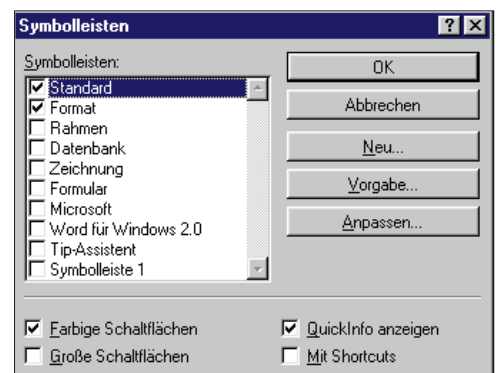 Symbolleisten
Symbolleisten:
Standard
Format
Rahmen
Datenbank
Zeichnung
Formular
Microsoft
Word für Windows 2.0
Tip-Assistent
Symbolleiste 1
OK
Abbrechen
Neu...
Vorgabe...
Anpassen...
Farbige Schaltflächen
QuickInfo anzeigen
Große Schaltflächen
Mit Shortcuts